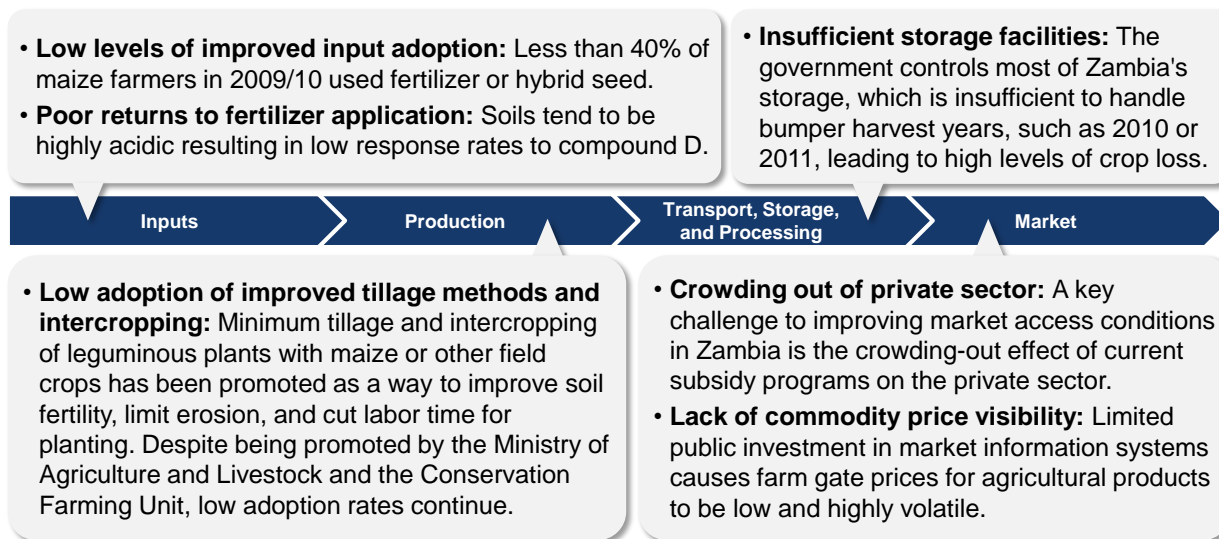 • Low levels of improved input adoption: Less than 40% of
maize farmers in 2009/10 used fertilizer or hybrid seed.
• Poor returns to fertilizer application: Soils tend to be
highly acidic resulting in low response rates to compound D.
• Insufficient storage facilities: The
government controls most of Zambia's
storage, which is insufficient to handle
bumper harvest years, such as 2010 or
2011, leading to high levels of crop loss.
Inputs
Production
Transport, Storage,
and Processing
Market
• Low adoption of improved tillage methods and
intercropping: Minimum tillage and intercropping
of leguminous plants with maize or other field
crops has been promoted as a way to improve soil
fertility, limit erosion, and cut labor time for
planting. Despite being promoted by the Ministry of
Agriculture and Livestock and the Conservation
Farming Unit, low adoption rates continue.
• Crowding out of private sector: A key
challenge to improving market access conditions
in Zambia is the crowding-out effect of current
subsidy programs on the private sector.
• Lack of commodity price visibility: Limited
public investment in market information systems
causes farm gate prices for agricultural products
to be low and highly volatile.